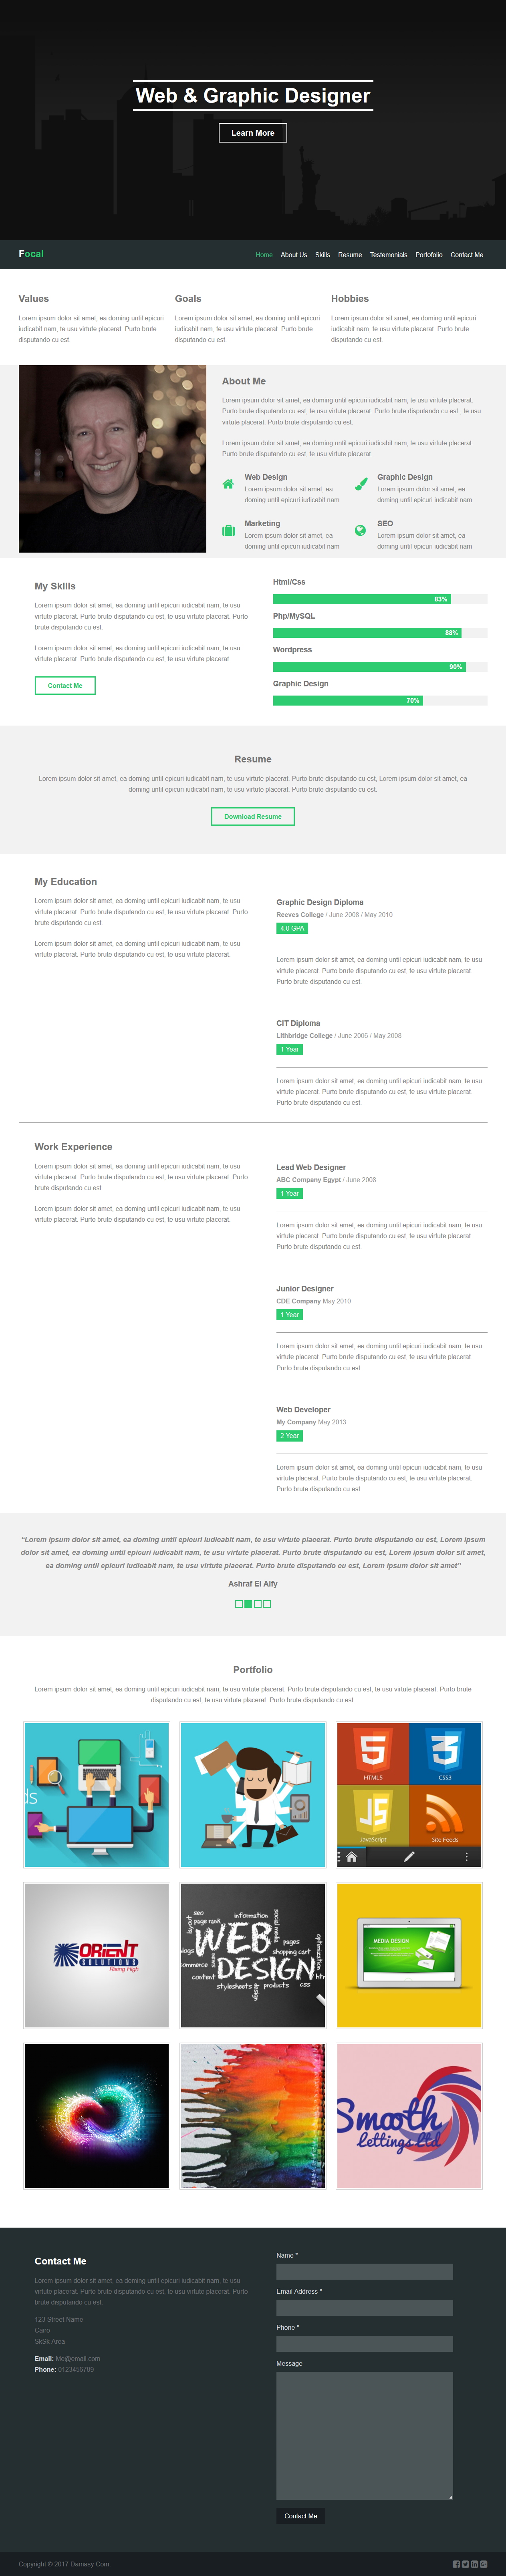 Web & Graphic Designer
Learn More
Focal
Home About Us Skills Resume Testemonials Portofolio Contact Me
Values
Lorem ipsum dolor sit amet, ea doming until epicuri
iudicabit nam, te usu virtute placerat. Purto brute
disputando cu est.
Goals
Lorem ipsum dolor sit amet, ea doming until epicuri
iudicabit nam, te usu virtute placerat. Purto brute
disputando cu est.
Hobbies
Lorem ipsum dolor sit amet, ea doming until epicuri
iudicabit nam, te usu virtute placerat. Purto brute
disputando cu est.
About Me
Lorem ipsum dolor sit amet, ea doming until epicuri iudicabit nam, te usu virtute placerat.
Purto brute disputando cu est, te usu virtute placerat. Purto brute disputando cu est , te usu
virtute placerat. Purto brute disputando cu est.
Lorem ipsum dolor sit amet, ea doming until epicuri iudicabit nam, te usu virtute placerat.
Purto brute disputando cu est, te usu virtute placerat.
Web Design
Lorem ipsum dolor sit amet, ea
doming until epicuri iudicabit nam
Graphic Design
Lorem ipsum dolor sit amet, ea
doming until epicuri iudicabit nam
Marketing
Lorem ipsum dolor sit amet, ea
doming until epicuri iudicabit nam
SEO
Lorem ipsum dolor sit amet, ea
doming until epicuri iudicabit nam
My Skills
Lorem ipsum dolor sit amet, ea doming until epicuri iudicabit nam, te usu
virtute placerat. Purto brute disputando cu est, te usu virtute placerat. Purto
brute disputando cu est.
Lorem ipsum dolor sit amet, ea doming until epicuri iudicabit nam, te usu
virtute placerat. Purto brute disputando cu est, te usu virtute placerat.
Contact Me
Html/Css
83%
Php/MySQL
88%
Wordpress
90%
Graphic Design
70%
Resume
Lorem ipsum dolor sit amet, ea doming until epicuri iudicabit nam, te usu virtute placerat. Purto brute disputando cu est, Lorem ipsum dolor sit amet, ea
doming until epicuri iudicabit nam, te usu virtute placerat. Purto brute disputando cu est.
Download Resume
My Education
Lorem ipsum dolor sit amet, ea doming until epicuri iudicabit nam, te usu
virtute placerat. Purto brute disputando cu est, te usu virtute placerat. Purto
brute disputando cu est.
Lorem ipsum dolor sit amet, ea doming until epicuri iudicabit nam, te usu
virtute placerat. Purto brute disputando cu est, te usu virtute placerat.
Graphic Design Diploma
Reeves College / June 2008 / May 2010
4.0 GPA
Lorem ipsum dolor sit amet, ea doming until epicuri iudicabit nam, te usu
virtute placerat. Purto brute disputando cu est, te usu virtute placerat.
Purto brute disputando cu est.
CIT Diploma
Lithbridge College / June 2006 / May 2008
1 Year
Lorem ipsum dolor sit amet, ea doming until epicuri iudicabit nam, te usu
virtute placerat. Purto brute disputando cu est, te usu virtute placerat.
Purto brute disputando cu est.
Work Experience
Lorem ipsum dolor sit amet, ea doming until epicuri iudicabit nam, te usu
virtute placerat. Purto brute disputando cu est, te usu virtute placerat. Purto
brute disputando cu est.
Lorem ipsum dolor sit amet, ea doming until epicuri iudicabit nam, te usu
virtute placerat. Purto brute disputando cu est, te usu virtute placerat.
Lead Web Designer
ABC Company Egypt / June 2008
1 Year
Lorem ipsum dolor sit amet, ea doming until epicuri iudicabit nam, te usu
virtute placerat. Purto brute disputando cu est, te usu virtute placerat.
Purto brute disputando cu est.
Junior Designer
CDE Company May 2010
1 Year
Lorem ipsum dolor sit amet, ea doming until epicuri iudicabit nam, te usu
virtute placerat. Purto brute disputando cu est, te usu virtute placerat.
Purto brute disputando cu est.
Web Developer
My Company May 2013
2 Year
Lorem ipsum dolor sit amet, ea doming until epicuri iudicabit nam, te usu
virtute placerat. Purto brute disputando cu est, te usu virtute placerat.
Purto brute disputando cu est.
“Lorem ipsum dolor sit amet, ea doming until epicuri iudicabit nam, te usu virtute placerat. Purto brute disputando cu est, Lorem ipsum
dolor sit amet, ea doming until epicuri iudicabit nam, te usu virtute placerat. Purto brute disputando cu est, Lorem ipsum dolor sit amet,
ea doming until epicuri iudicabit nam, te usu virtute placerat. Purto brute disputando cu est, Lorem ipsum dolor sit amet”
Ashraf El Alfy
Portfolio
Lorem ipsum dolor sit amet, ea doming until epicuri iudicabit nam, te usu virtute placerat. Purto brute disputando cu est, te usu virtute placerat. Purto brute
disputando cu est, te usu virtute placerat. Purto brute disputando cu est.
ds
HTML5
CSS3
JavaScript
Site Feeds
ORIENT
SOLUTIONS
Rising High
seo
page rank
layout
information
social media
WEB
news
pages
shopping cart
optimization
blogs
ecommerce
DESIGN
content
stylesheets
products
css
design
MEDIA DESIGN
Smooth
Lettings Ltd
Contact Me
Lorem ipsum dolor sit amet, ea doming until epicuri iudicabit nam, te usu
virtute placerat. Purto brute disputando cu est, te usu virtute placerat. Purto
brute disputando cu est.
123 Street Name
Cairo
5k5k Area
Email: Me@email.com
Phone: 0123456789
Name *
Email Address *
Phone *
Message
Contact Me
Copyright © 2017 Damasy Com.